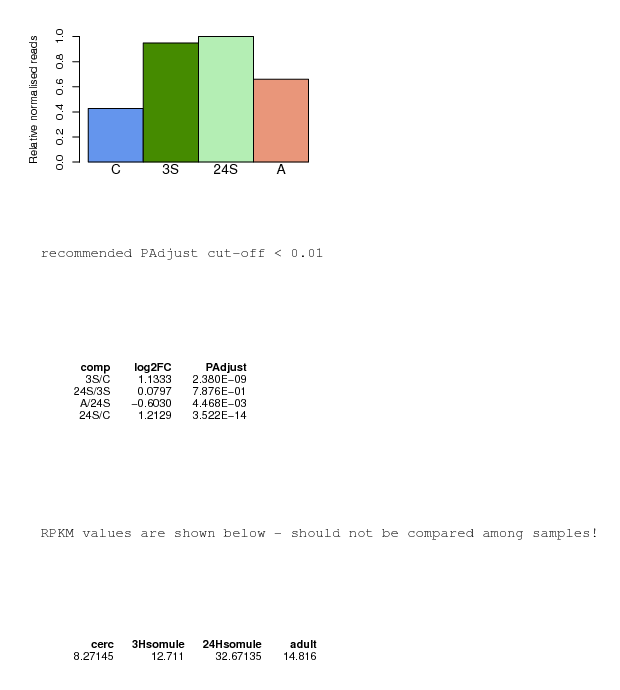 Relative normalised reads
1.0
0.8
0.6
0.4
0.2
0.0
C 3S 24S A
recommended PAdjust cut-off < 0.01
comp log2FC PAdjust
3S/C 1.1333 2.380E−09
24S/3S 0.0797 7.876E−01
A/24S −0.6030 4.468E−03
24S/C 1.2129 3.522E−14
RPKM values are shown below - should not be compared among samples!
cerc 3Hsomule 24Hsomule adult
8.27145 12.711 32.67135 14.816